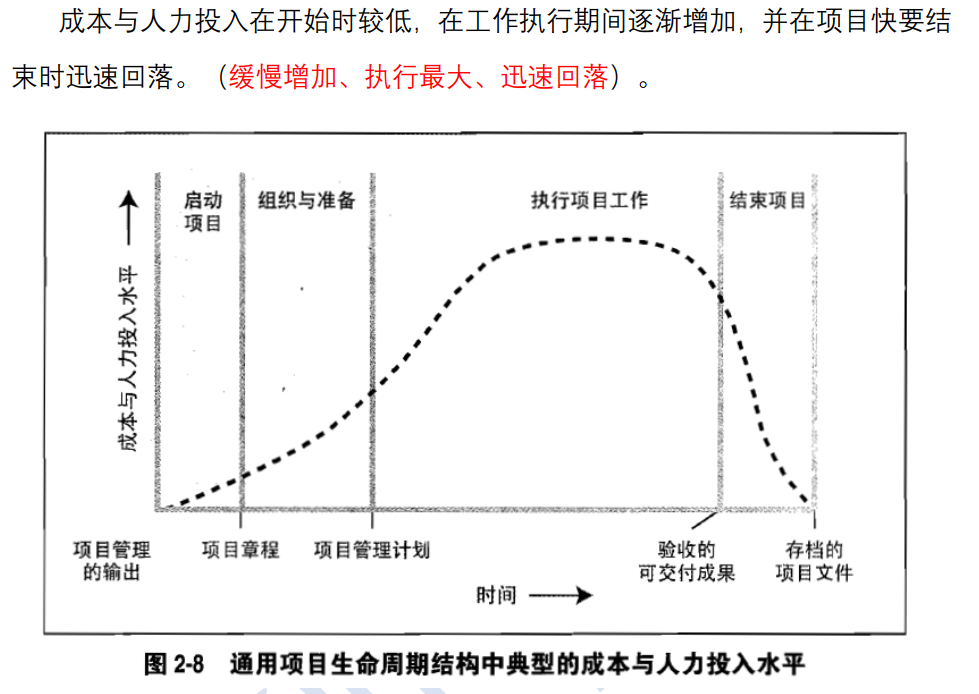 成本与人力投入在开始时较低，在工作执行期间逐渐增加，并在项目快要结
束时迅速回落。（缓慢增加、执行最大、迅速回落）。
启动
项目
组织与准备
执行项目工作
结束项目
成本与人力投入水平
项目管理
的输出
项目章程
项目管理计划
验收的
可交付成果
存档的
项目文件
时间
图 2-8 通用项目生命周期结构中典型的成本与人力投入水平